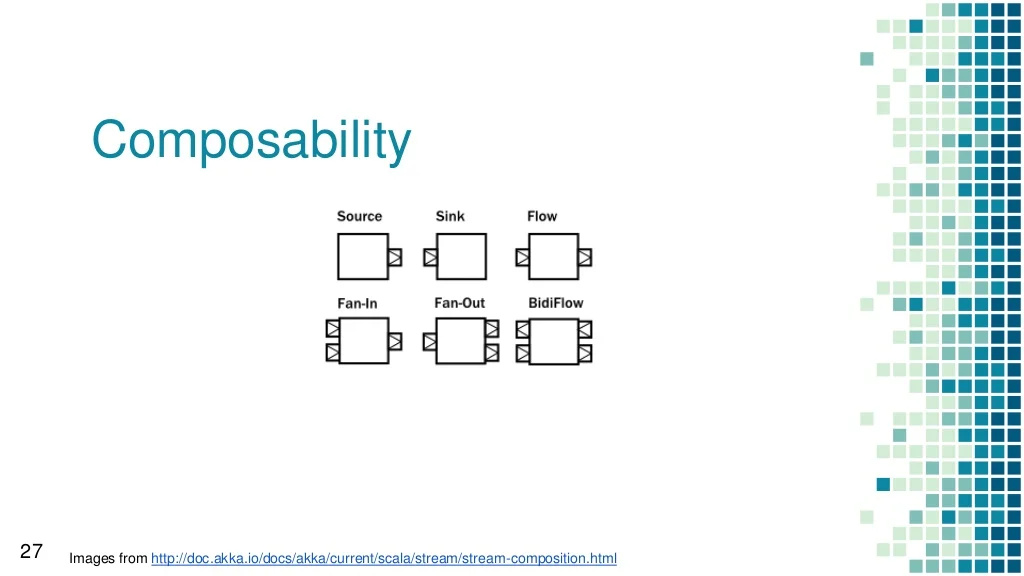 Composability
Source Sink Flow
Fan-In Fan-Out BidiFlow
27 Images from http://doc.akka.io/docs/akka/current/scala/stream/stream-composition.html